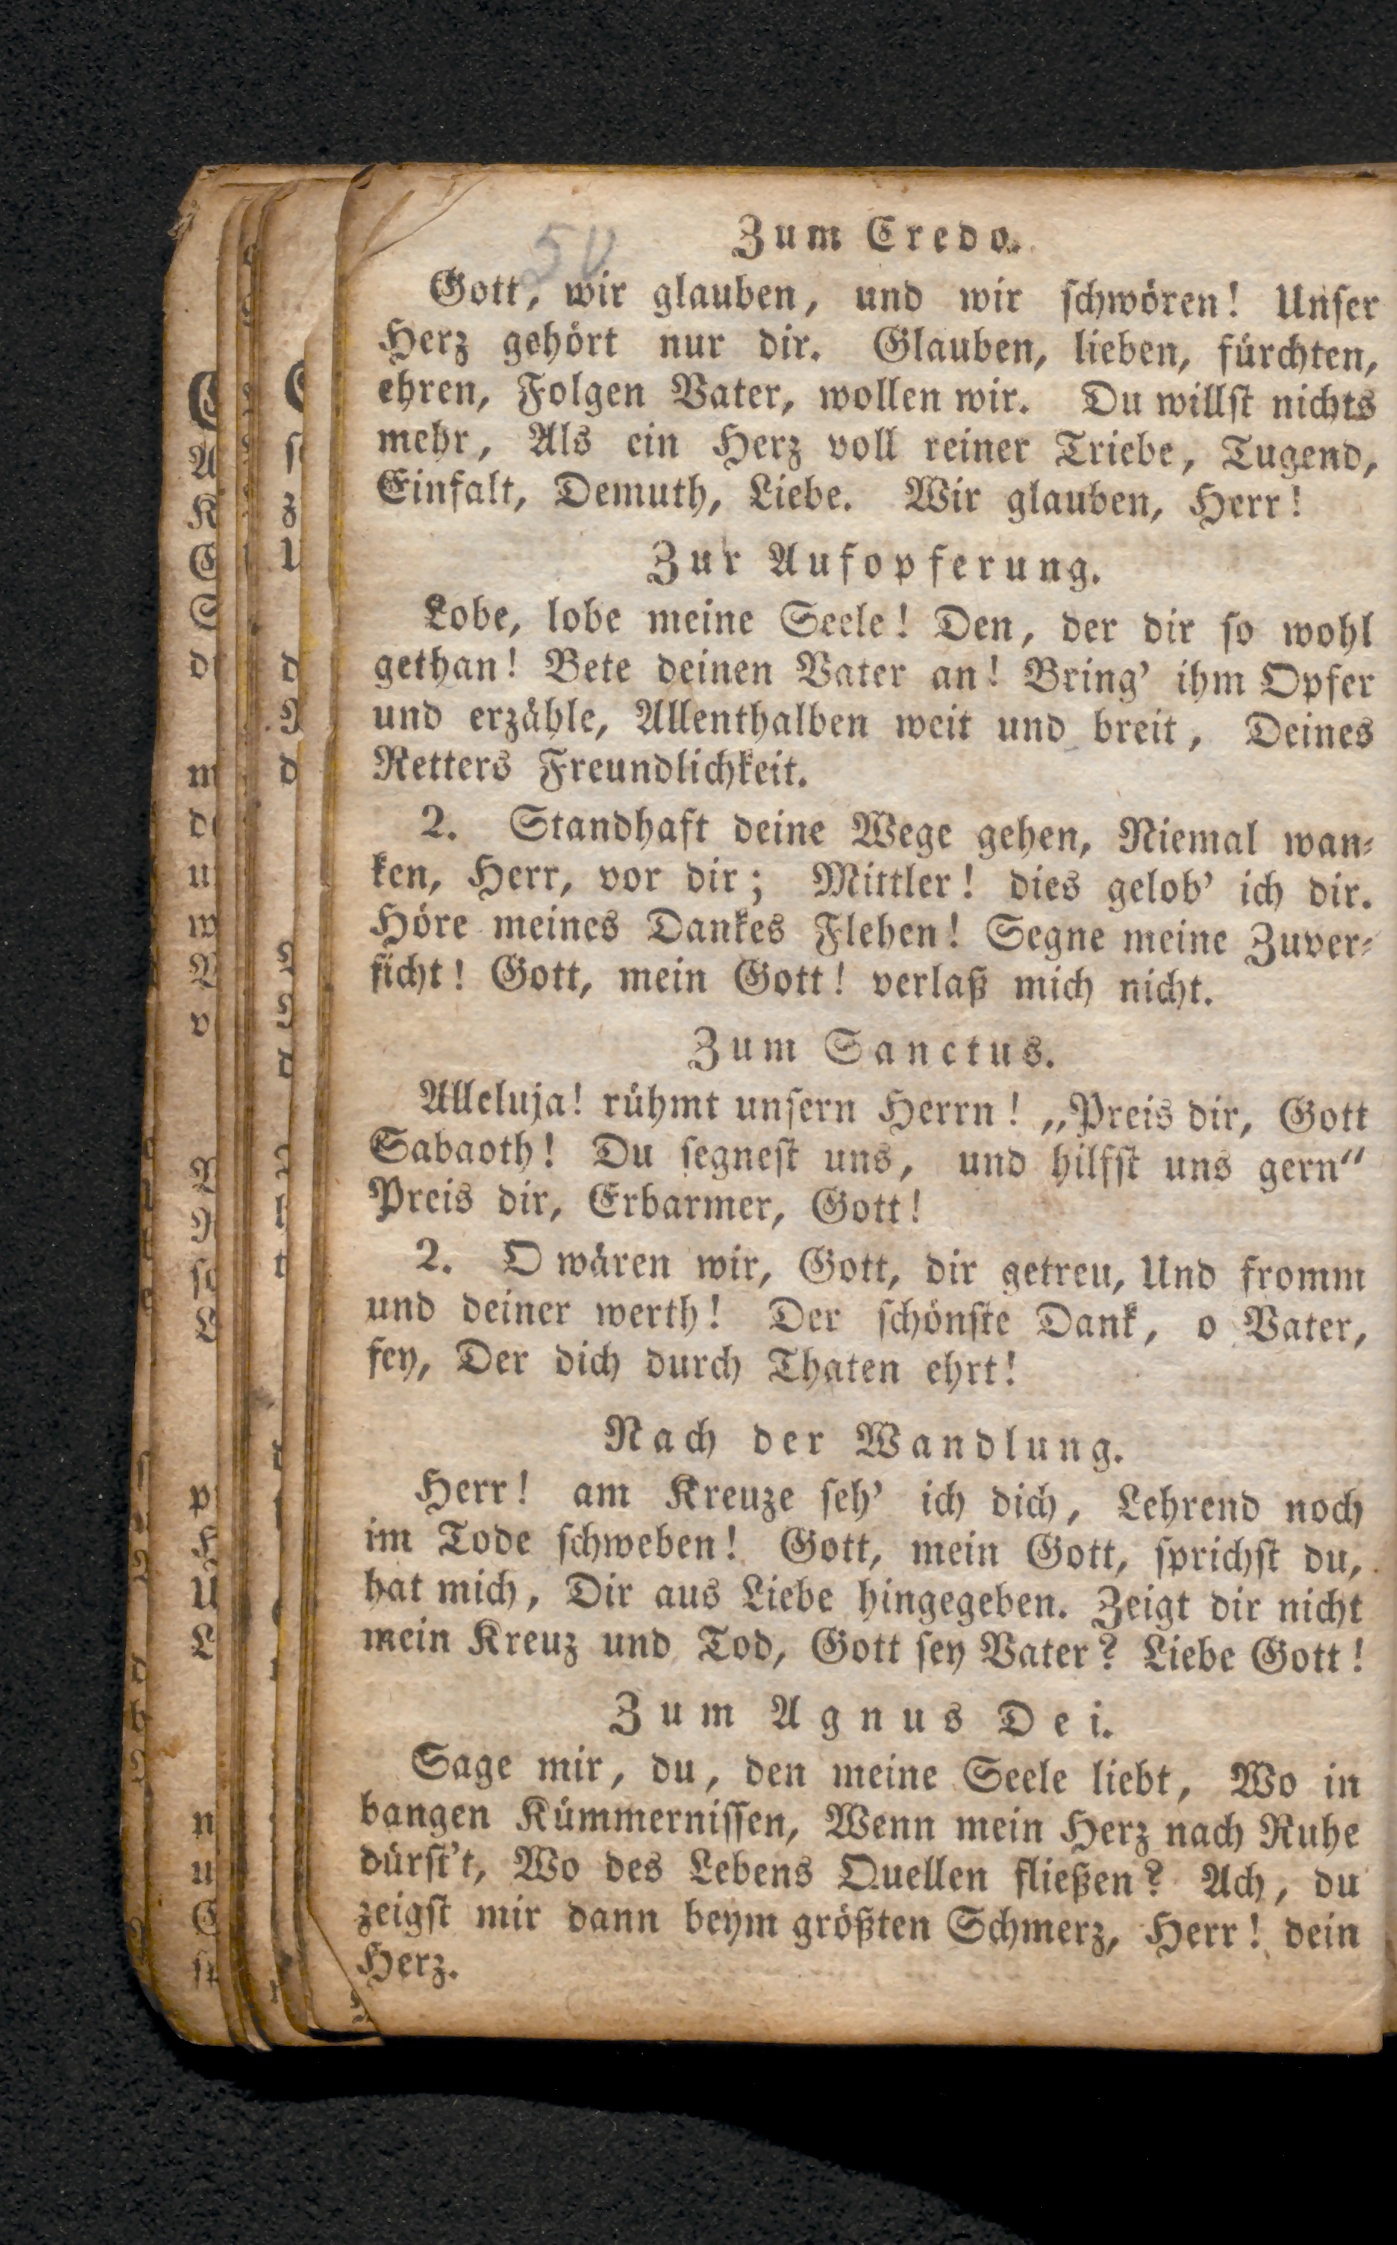 50
Zum Credo.
Gott, wir glauben, und wir schwören! Unser
Herz gehört nur dir. Glauben, lieben, fürchten,
ehren, Folgen Vater, wollen wir. Du willst nichts
mehr, Als ein Herz voll reiner Triebe, Tugend,
Einfalt, Demuth, Liebe. Wir glauben, Herr!
Zur Aufopferung.
Lobe, lobe meine Seele! Den, der dir so wohl
gethan! Bete deinen Vater an! Bring' ihm Opfer
und erzähle, Allenthalben weit und breit, Deines
Retters Freundlichkeit.
2. Standhaft deine Wege gehen, Niemal wan-
ken, Herr, vor dir; Mittler! dies gelob' ich dir.
Höre meines Dankes Flehen! Segne meine Zuver-
sicht! Gott, mein Gott! verlaß mich nicht.
Zum Sanctus.
Alleluja! rühmt unsern Herrn! „Preis dir, Gott
Sabaoth! Du segnest uns, und hilfst uns gern“
Preis dir, Erbarmer, Gott!
2. O wären wir, Gott, dir getreu, Und fromm
und deiner werth! Der schönste Dank, o Vater,
sey, Der dich durch Thaten ehrt!
Nach der Wandlung.
Herr! am Kreuze seh' ich dich, Lehrend noch
im Tode schweben! Gott, mein Gott, sprichst du,
hat mich, Dir aus Liebe hingegeben. Zeigt dir nicht
mein Kreuz und Tod, Gott sey Vater? Liebe Gott!
Zum Agnus Dei.
Sage mir, du, den meine Seele liebt, Wo in
bangen Kümmernissen, Wenn mein Herz nach Ruhe
dürst't, Wo des Lebens Quellen fließen? Ach, du
zeigst mir dann beym größten Schmerz, Herr! dein
Herz.